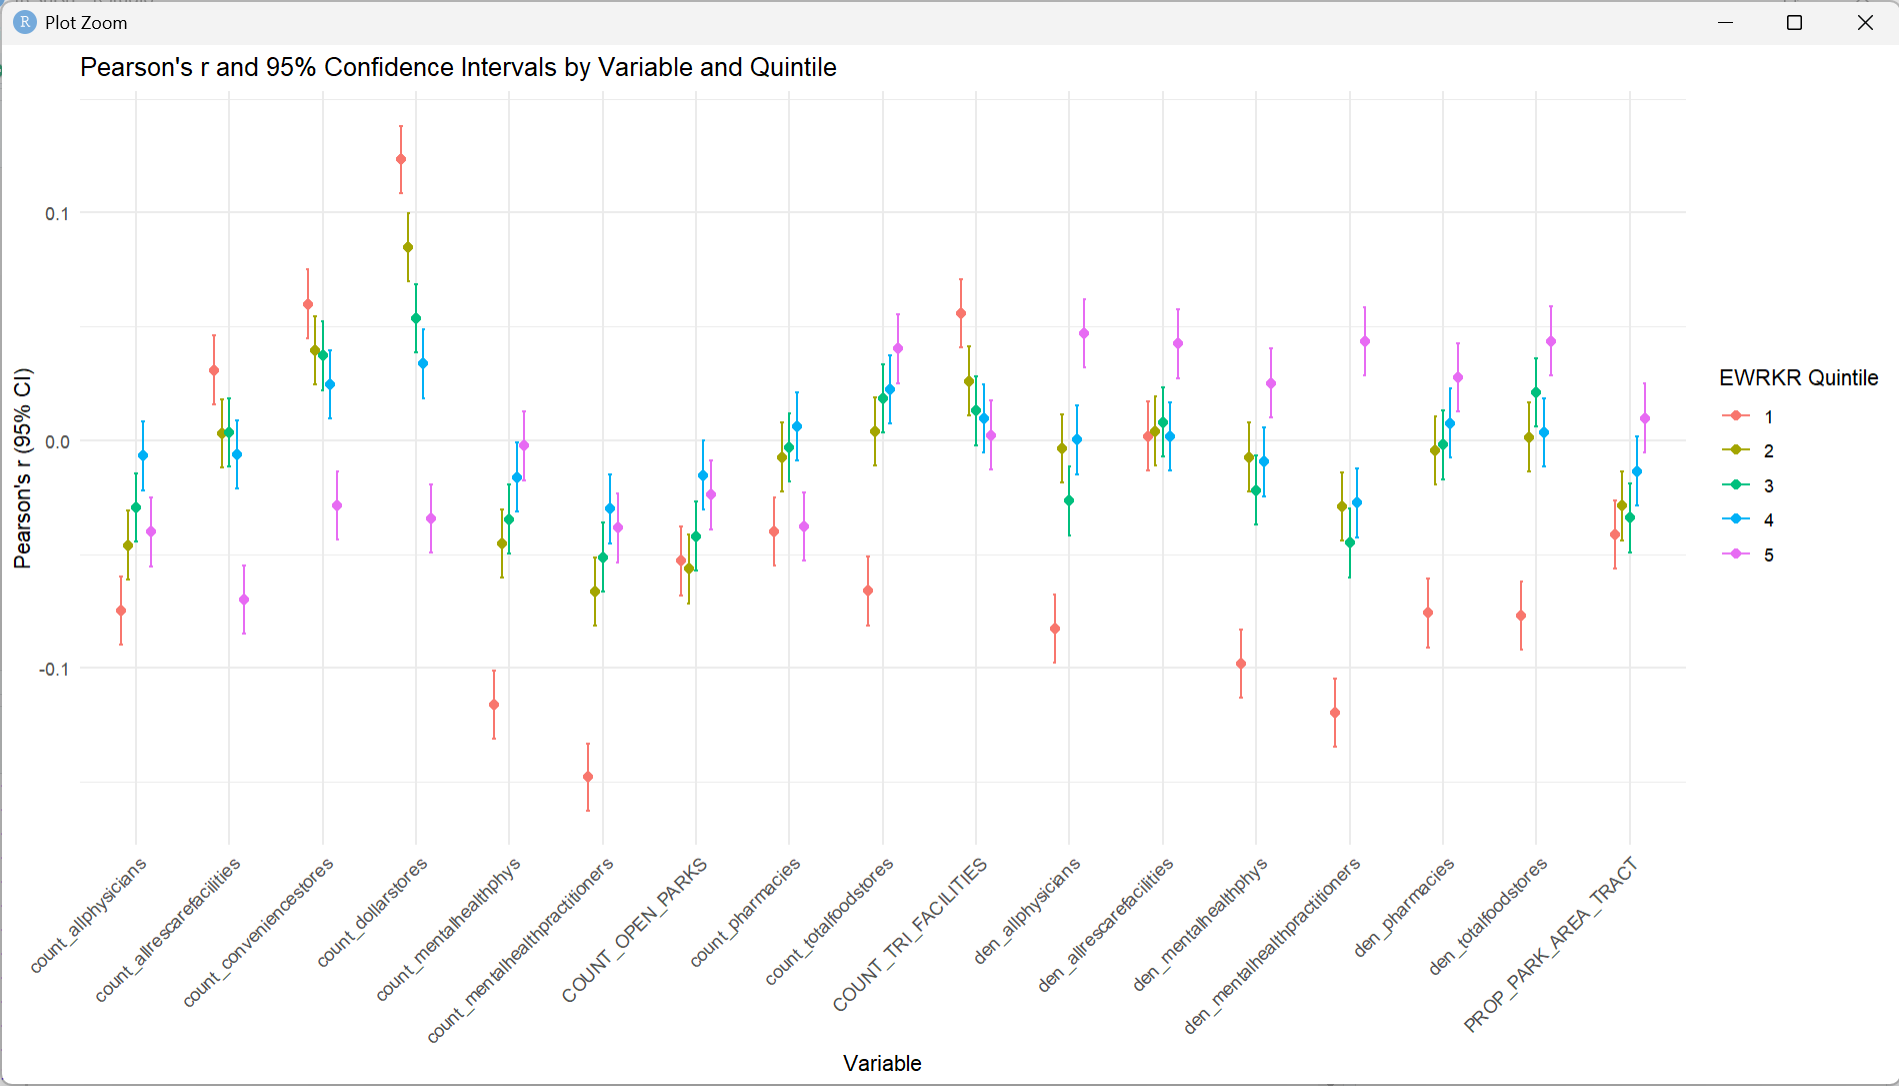 R Plot Zoom
Pearson's r and 95% Confidence Intervals by Variable and Quintile
Pearson's r (95% CI)
0.1
0.0
-0.1
count_allphysicians
count_allrescarefacilities
count_conveniencestores
count_dollarstores
count_mentalhealthphys
count_mentalhealthpractitioners
COUNT_OPEN_PARKS
count_pharmacies
count_totalfoodstores
COUNT_TRI_FACILITIES
den_allphysicians
den_allrescarefacilities
den_mentalhealthphys
den_mentalhealthpractitioners
den_pharmacies
den_totalfoodstores
PROP_PARK_AREA_TRACT
Variable
EWRKR Quintile
1
2
3
4
5